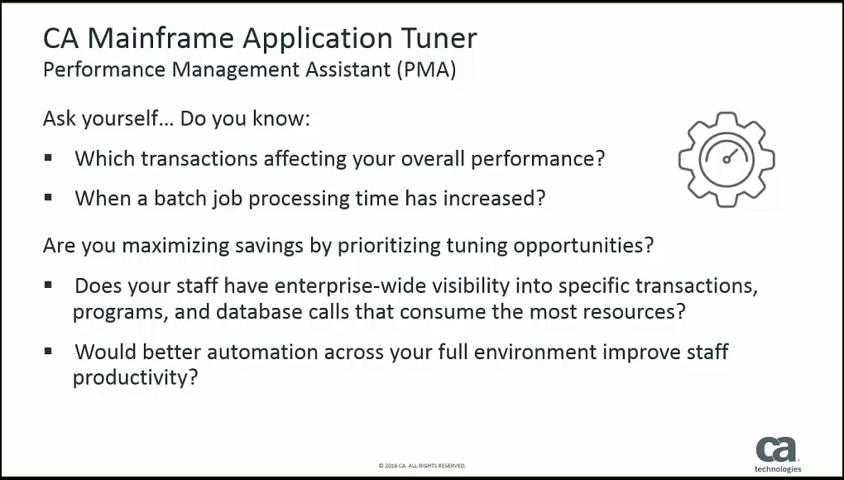 CA Mainframe Application Tuner
Performance Management Assistant (PMA)
Ask yourself... Do you know:
▪ Which transactions affecting your overall performance?
▪ When a batch job processing time has increased?
Are you maximizing savings by prioritizing tuning opportunities?
▪ Does your staff have enterprise-wide visibility into specific transactions,
programs, and database calls that consume the most resources?
▪ Would better automation across your full environment improve staff
productivity?
© 2016 CA. ALL RIGHTS RESERVED.
ca
technologies